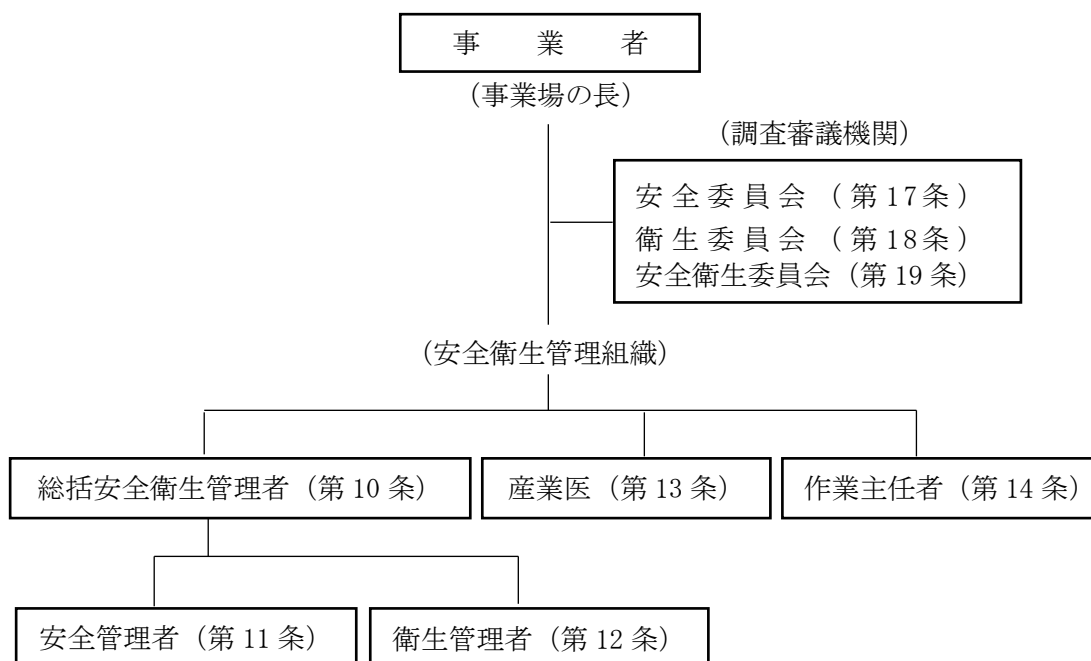 事業者
（事業場の長）
（調査審議機関）
安全委員会（第17条）
衛生委員会（第18条）
安全衛生委員会（第19条）
（安全衛生管理組織）
総括安全衛生管理者（第10条）
産業医（第13条）
作業主任者（第14条）
安全管理者（第11条）
衛生管理者（第12条）